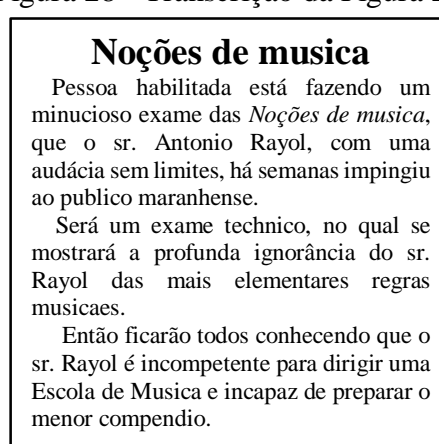 Noções de musica
Pessoa habilitada está fazendo um
minucioso exame das Noções de musica,
que o sr. Antonio Rayol, com uma
audácia sem limites, há semanas impingiu
ao publico maranhense.
Será um exame technico, no qual se
mostrará a profunda ignorância do sr.
Rayol das mais elementares regras
musicaes.
Então ficarão todos conhecendo que o
sr. Rayol é incompetente para dirigir uma
Escola de Musica e incapaz de preparar o
menor compendio.